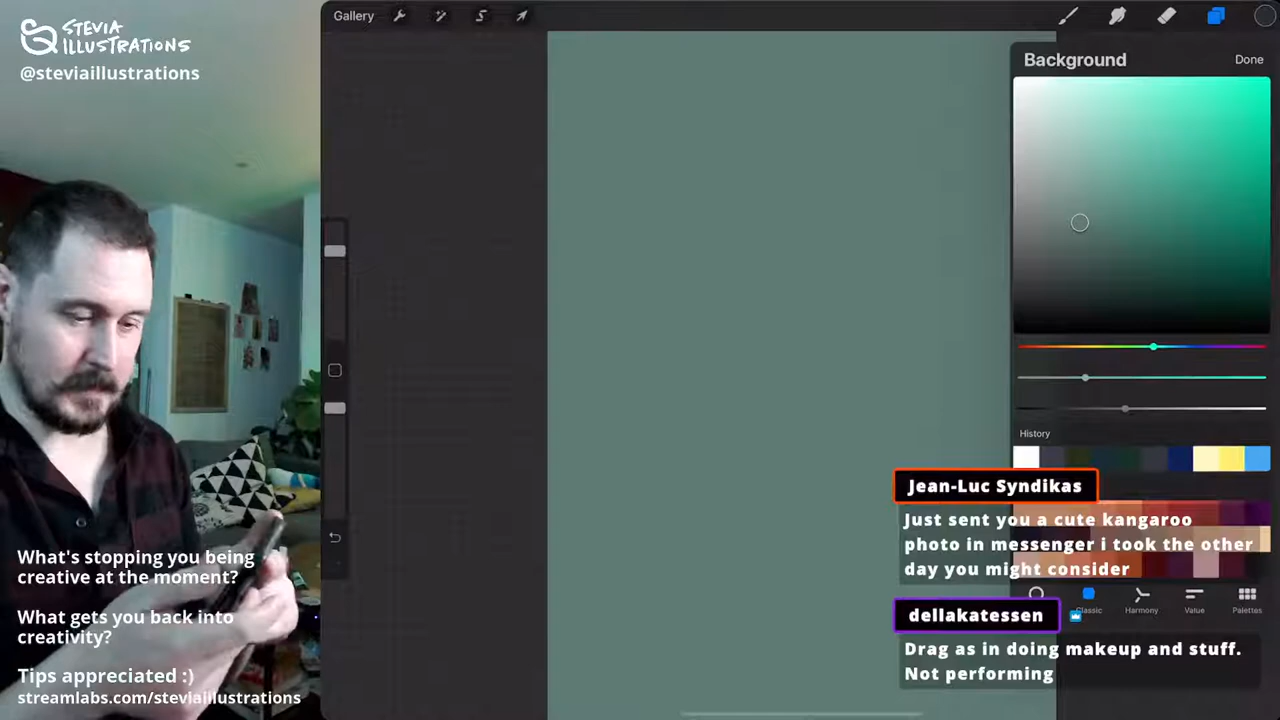 STEVIA
ILLUSTRATIONS
@steviaillustrations
Gallery
Background
Done
History
Classic
Harmony
Value
Palettes
Jean-Luc Syndikas
Just sent you a cute kangaroo
photo in messenger i took the other
day you might consider
dellakatessen
Drag as in doing makeup and stuff.
Not performing
What's stopping you being
creative at the moment?
What gets you back into
creativity?
Tips appreciated :)
streamlabs.com/steviaillustrations